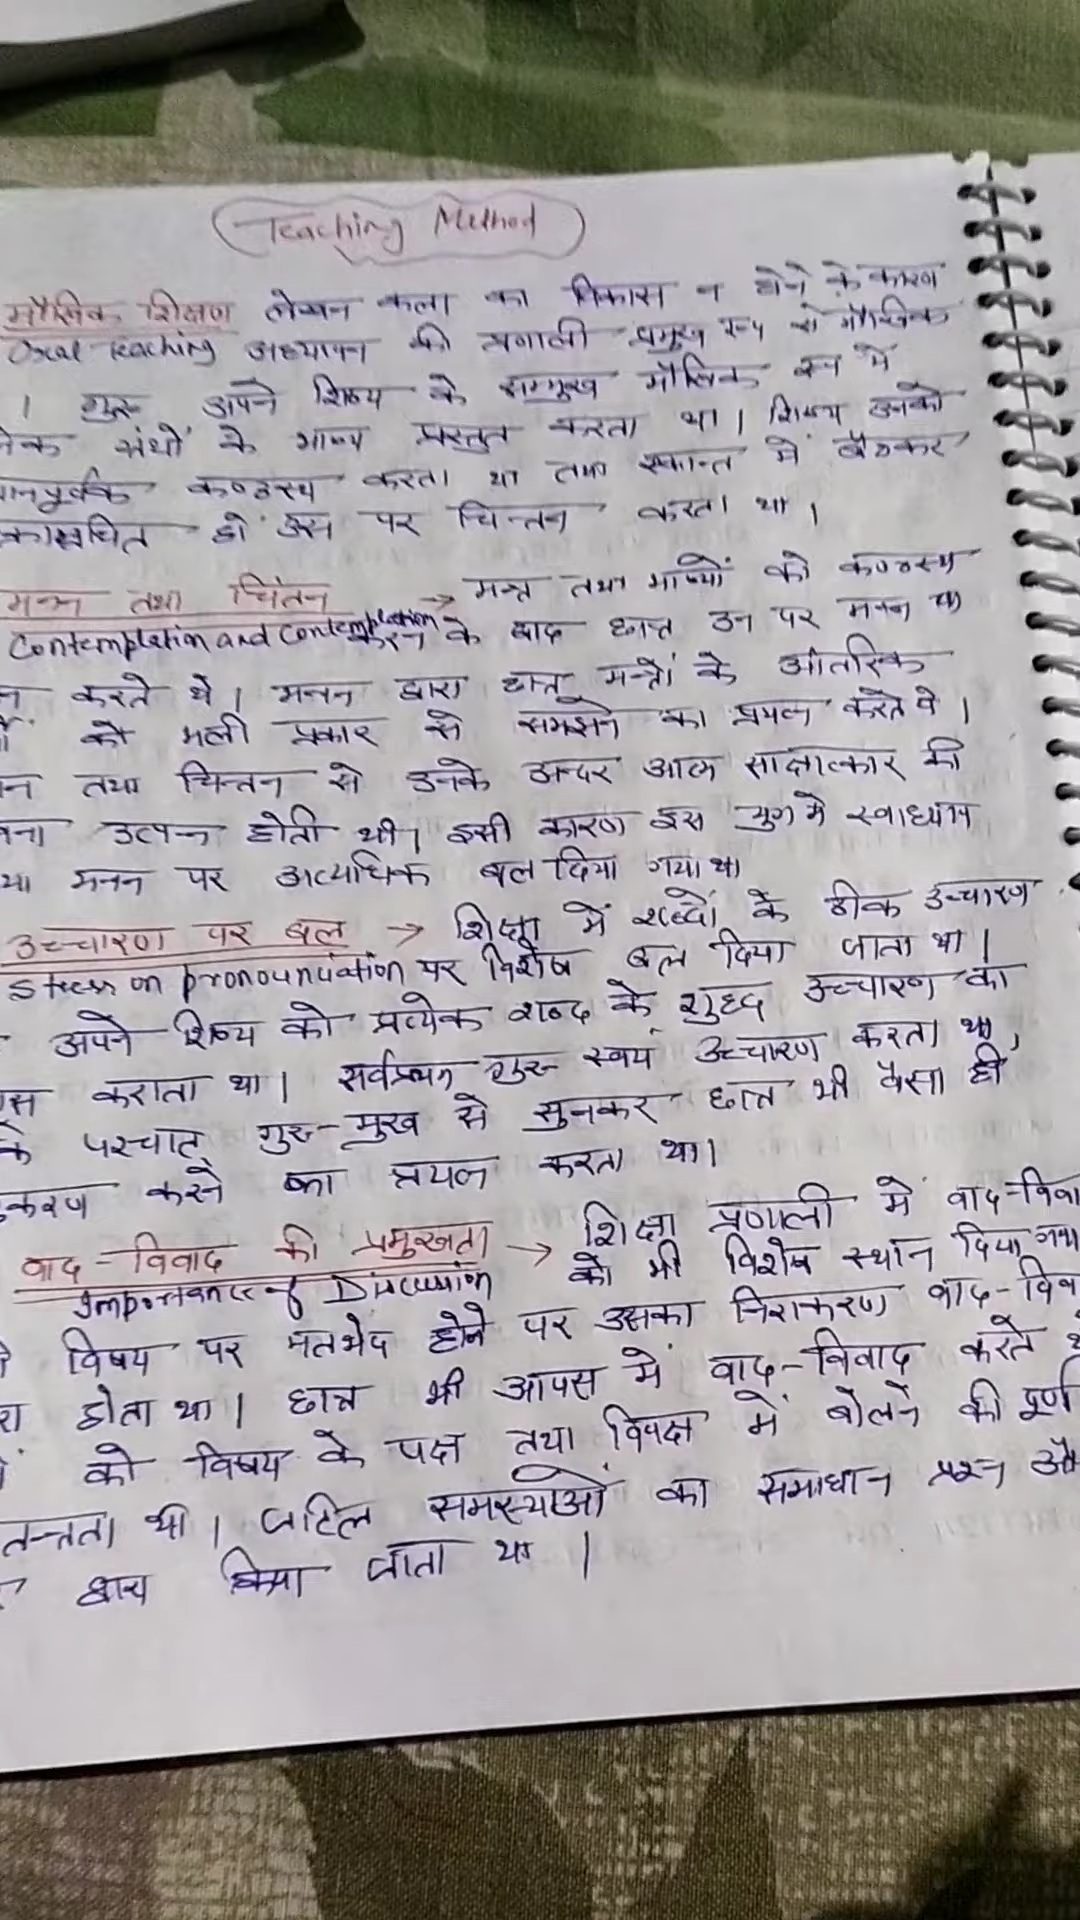 Teaching Method
मौखिक शिक्षण लेखन कला का विकास न होने के कारण
Oral teaching अध्यापन की प्रणाली प्रमुख रूप से मौखिक
। गुरू अपने शिष्य के सम्मुख मौखिक रूप में
ग्रंथों के भाष्य प्रस्तुत करता था। शिष्य उनको
कण्ठस्थ करता था तथा एकान्त में बैठकर
हो उस पर चिन्तन करता था।
मनन तथा चिंतन → मन्त्र तथा भाष्यों को कण्ठस्थ
Contemplation and Contemplation करने के बाद छात्र उन पर मनन
न करते थे। मनन द्वारा छात्र मन्त्रों के आंतरिक
को भली प्रकार से समझने का प्रयत्न करते थे।
न तथा चिन्तन से उनके अन्दर आत्म साक्षात्कार की
उत्पन्न होती थी। इसी कारण इस युग मे स्वाध्याय
मनन पर अत्यधिक बल दिया गया था
उच्चारण पर बल → शिक्षा में शब्दों के ठीक उच्चारण
Stress on pronounciation पर विशेष बल दिया जाता था।
अपने शिष्य को प्रत्येक शब्द के शुद्ध उच्चारण का
कराता था। सर्वप्रथम गुरू स्वयं उच्चारण करता था,
के पश्चात् गुरू-मुख से सुनकर छात्र भी वैसा ही
करण करने का प्रयत्न करता था।
वाद-विवाद की प्रमुखता → शिक्षा प्रणाली में वाद-विवा
Importance of Discussion को भी विशेष स्थान दिया गया
विषय पर मतभेद होने पर उसका निराकरण वाद-विव
रा होता था। छात्र भी आपस में वाद-विवाद करते थे
को विषय के पक्ष तथा विपक्ष में बोलने की पूर्ण
तन्त्रता थी। जटिल समस्याओं का समाधान प्रश्न औ
द्वारा किया जाता था।